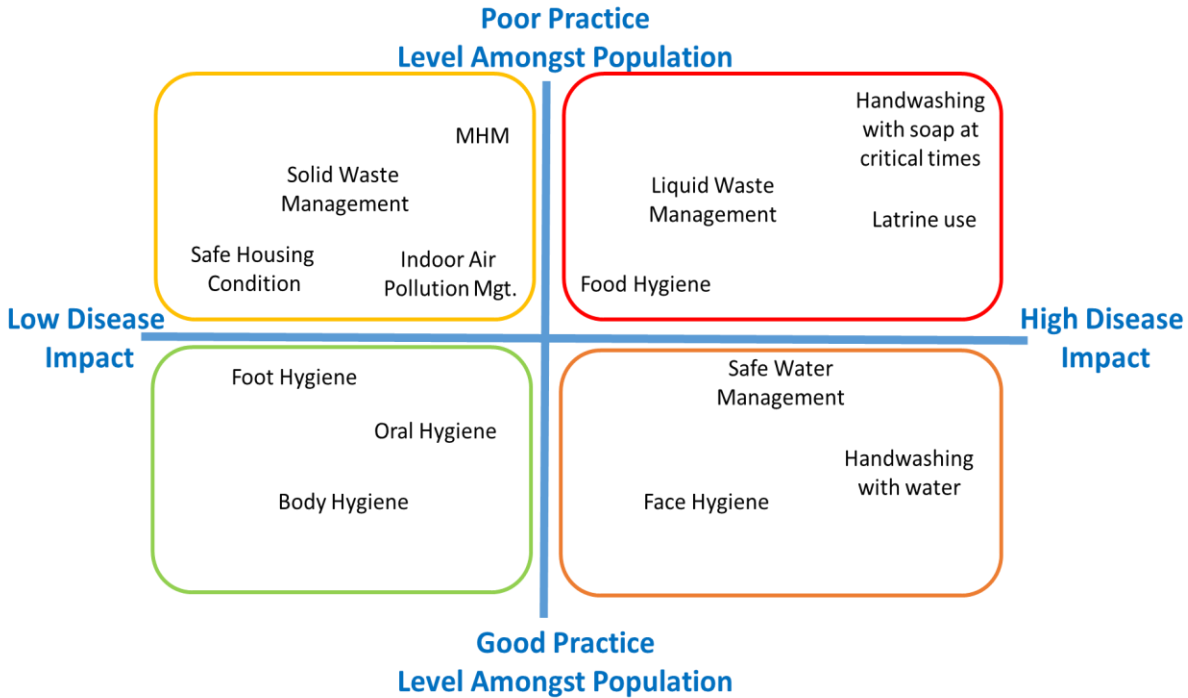 Poor Practice
Level Amongst Population
MHM
Solid Waste
Management
Safe Housing
Condition
Indoor Air
Pollution Mgt.
Handwashing
with soap at
critical times
Liquid Waste
Management
Latrine use
Food Hygiene
Low Disease
Impact
High Disease
Impact
Foot Hygiene
Oral Hygiene
Body Hygiene
Safe Water
Management
Handwashing
with water
Face Hygiene
Good Practice
Level Amongst Population